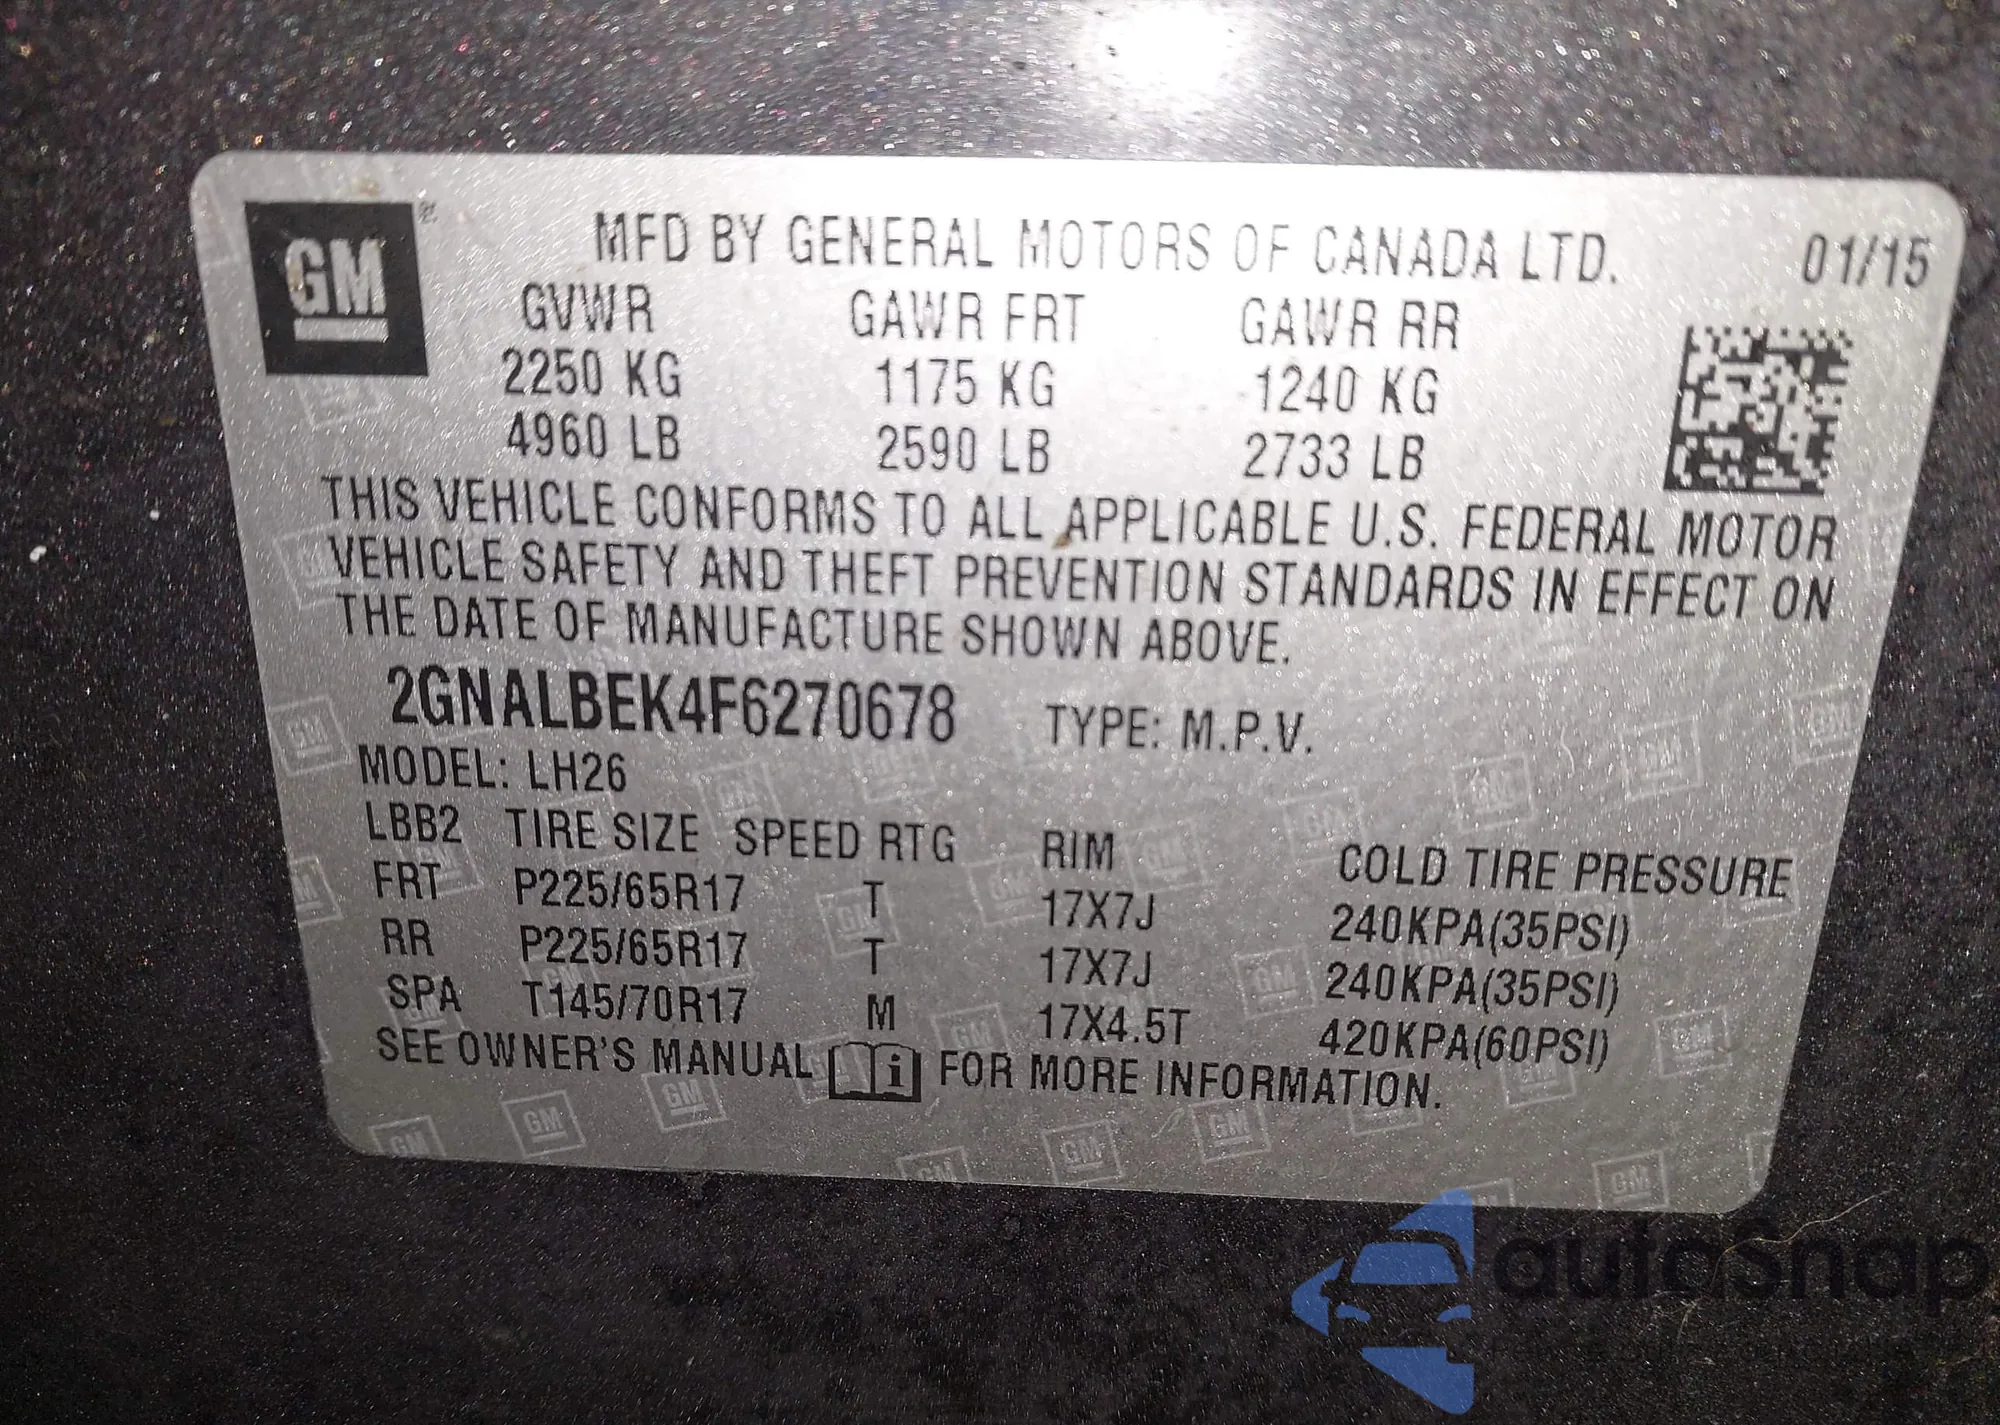 GM
MFD BY GENERAL MOTORS OF CANADA LTD. 01/15
GVWR GAWR FRT GAWR RR
2250 KG 1175 KG 1240 KG
4960 LB 2590 LB 2733 LB
THIS VEHICLE CONFORMS TO ALL APPLICABLE U.S. FEDERAL MOTOR
VEHICLE SAFETY AND THEFT PREVENTION STANDARDS IN EFFECT ON
THE DATE OF MANUFACTURE SHOWN ABOVE.
2GNALBEK4F6270678 TYPE: M.P.V.
MODEL: LH26
LBB2 TIRE SIZE SPEED RTG RIM COLD TIRE PRESSURE
FRT P225/65R17 T 17X7J 240KPA(35PSI)
RR P225/65R17 T 17X7J 240KPA(35PSI)
SPA T145/70R17 M 17X4.5T 420KPA(60PSI)
SEE OWNER'S MANUAL i FOR MORE INFORMATION.
autosnap